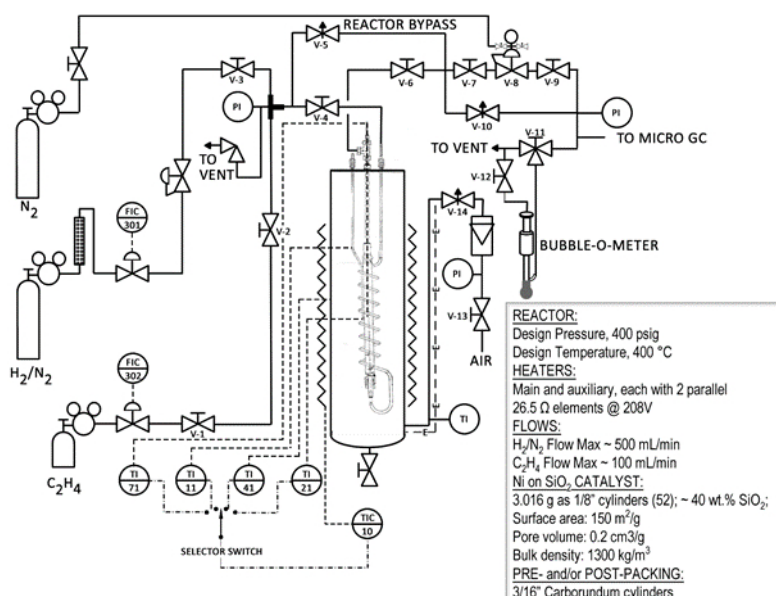 REACTOR BYPASS
V-5
V-3
V-6
V-7
V-8
V-9
PI
V-4
V-10
PI
V-11
TO MICRO GC
TO VENT
TO
VENT
V-12
N₂
FIC
301
V-2
V-14
BUBBLE-O-METER
PI
V-13
AIR
H₂/N₂
FIC
302
V-1
TI
E
E
E
E
C₂H₄
TI
71
TI
11
TI
41
TI
21
TIC
10
SELECTOR SWITCH
REACTOR:
Design Pressure, 400 psig
Design Temperature, 400 °C
HEATERS:
Main and auxiliary, each with 2 parallel
26.5 Ω elements @ 208V
FLOWS:
H₂/N₂ Flow Max ~ 500 mL/min
C₂H₄ Flow Max ~ 100 mL/min
Ni on SiO₂ CATALYST:
3.016 g as 1/8" cylinders (52); ~ 40 wt.% SiO₂;
Surface area: 150 m²/g
Pore volume: 0.2 cm3/g
Bulk density: 1300 kg/m³
PRE- and/or POST-PACKING:
3/16" Carborundum cylinders